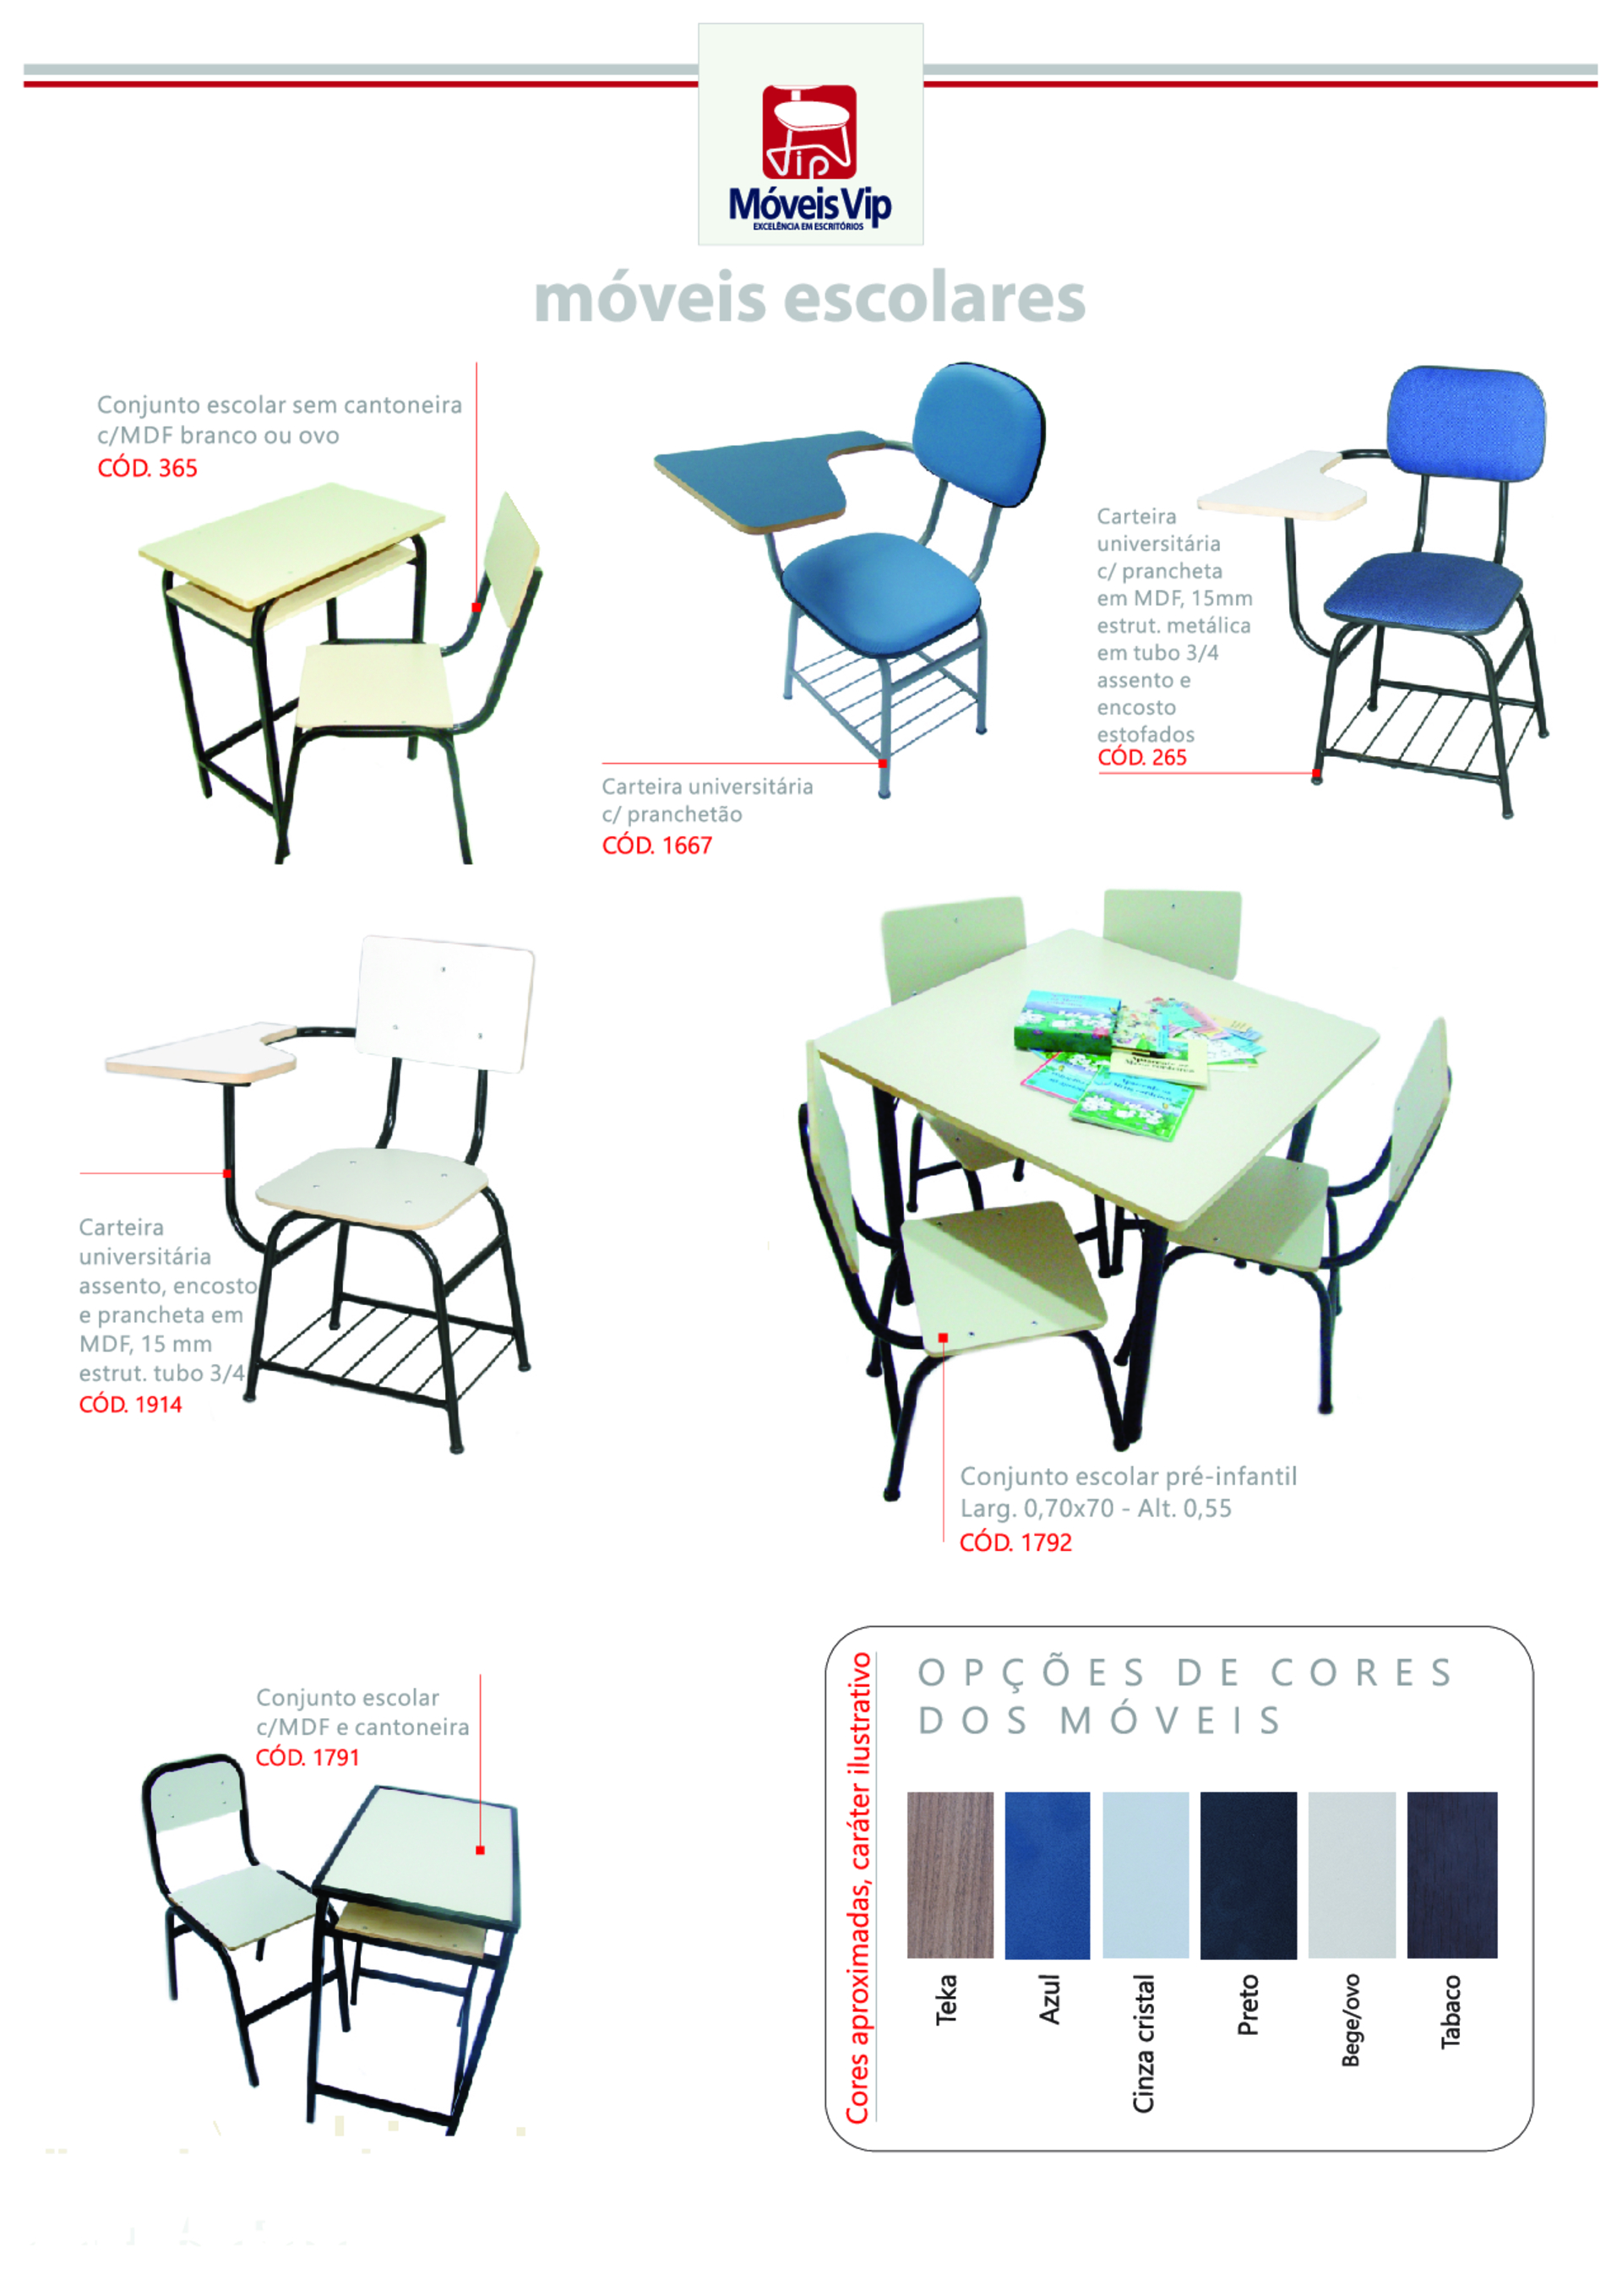 Vip
Móveis Vip
EXCELÊNCIA EM ESCRITÓRIOS
móveis escolares
Conjunto escolar sem cantoneira
c/MDF branco ou ovo
CÓD. 365
Carteira universitária
c/ pranchetão
CÓD. 1667
Carteira
universitária
c/ prancheta
em MDF, 15mm
estrut. metálica
em tubo 3/4
assento e
encosto
estofados
CÓD. 265
Carteira
universitária
assento, encosto
e prancheta em
MDF, 15 mm
estrut. tubo 3/4
CÓD. 1914
Conjunto escolar pré-infantil
Larg. 0,70x70 - Alt. 0,55
CÓD. 1792
Conjunto escolar
c/MDF e cantoneira
CÓD. 1791
Cores aproximadas, caráter ilustrativo
OPÇÕES DE CORES
DOS MÓVEIS
Teka
Azul
Cinza cristal
Preto
Bege/ovo
Tabaco